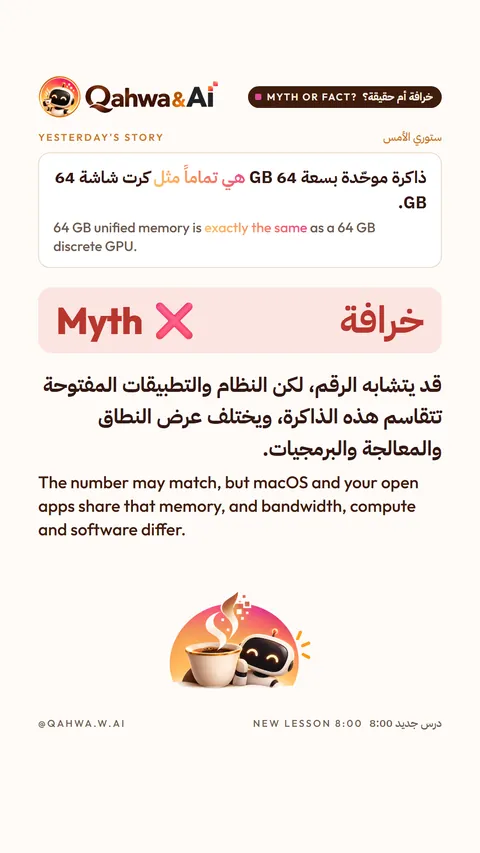 Qahwa&Ai
MYTH OR FACT? خرافة أم حقيقة؟
YESTERDAY'S STORY
ستوري الأمس
ذاكرة موحّدة بسعة 64 GB هي تماماً مثل كرت شاشة 64
GB.
64 GB unified memory is exactly the same as a 64 GB
discrete GPU.
Myth ❌
خرافة
قد يتشابه الرقم، لكن النظام والتطبيقات المفتوحة
تتقاسم هذه الذاكرة، ويختلف عرض النطاق
والمعالجة والبرمجيات.
The number may match, but macOS and your open
apps share that memory, and bandwidth, compute
and software differ.
@QAHWA.W.AI
NEW LESSON 8:00 درس جديد 8:00